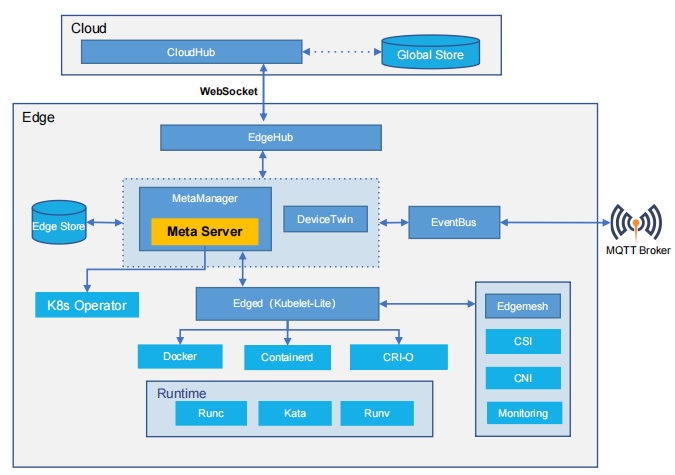 Cloud
CloudHub
Global Store
WebSocket
Edge
EdgeHub
MetaManager
Meta Server
DeviceTwin
Edge Store
EventBus
MQTT Broker
K8s Operator
Edged（Kubelet-Lite）
Edgemesh
CSI
CNI
Monitoring
Docker
Containerd
CRI-O
Runtime
Runc
Kata
Runv